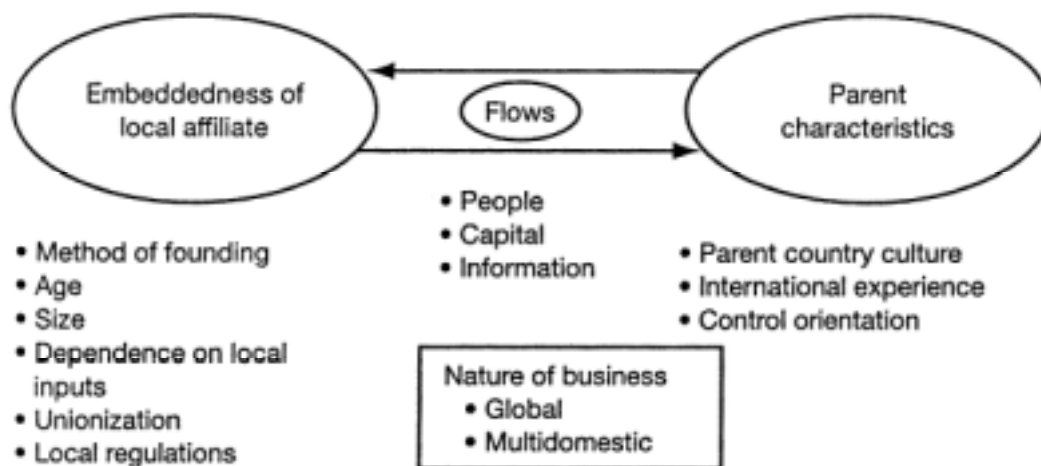 Embeddedness of
local affiliate
Flows
Parent
characteristics
• People
• Capital
• Information
• Method of founding
• Age
• Size
• Dependence on local
inputs
• Unionization
• Local regulations
• Parent country culture
• International experience
• Control orientation
Nature of business
• Global
• Multidomestic